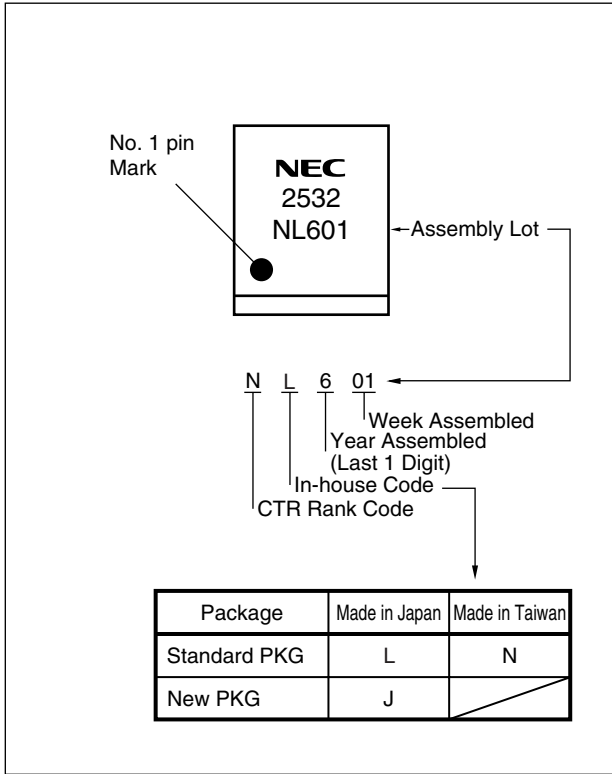 No. 1 pin
Mark
NEC
2532
NL601
Assembly Lot
N L 6 01
Week Assembled
Year Assembled
(Last 1 Digit)
In-house Code
CTR Rank Code
Package Made in Japan Made in Taiwan
Standard PKG L N
New PKG J